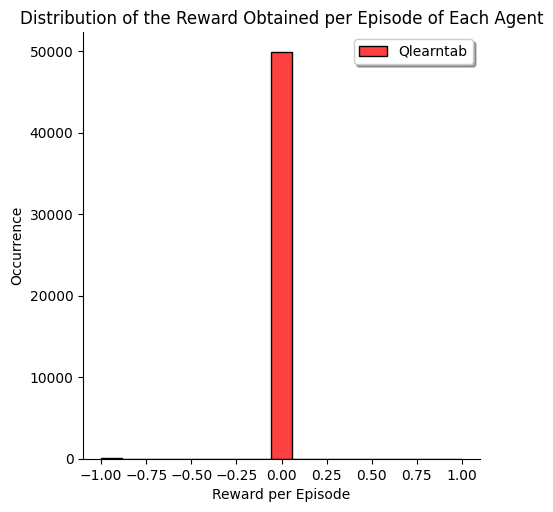 Distribution of the Reward Obtained per Episode of Each Agent
Qlearntab
50000
40000
30000
20000
10000
0
Occurrence
−1.00 −0.75 −0.50 −0.25 0.00 0.25 0.50 0.75 1.00
Reward per Episode